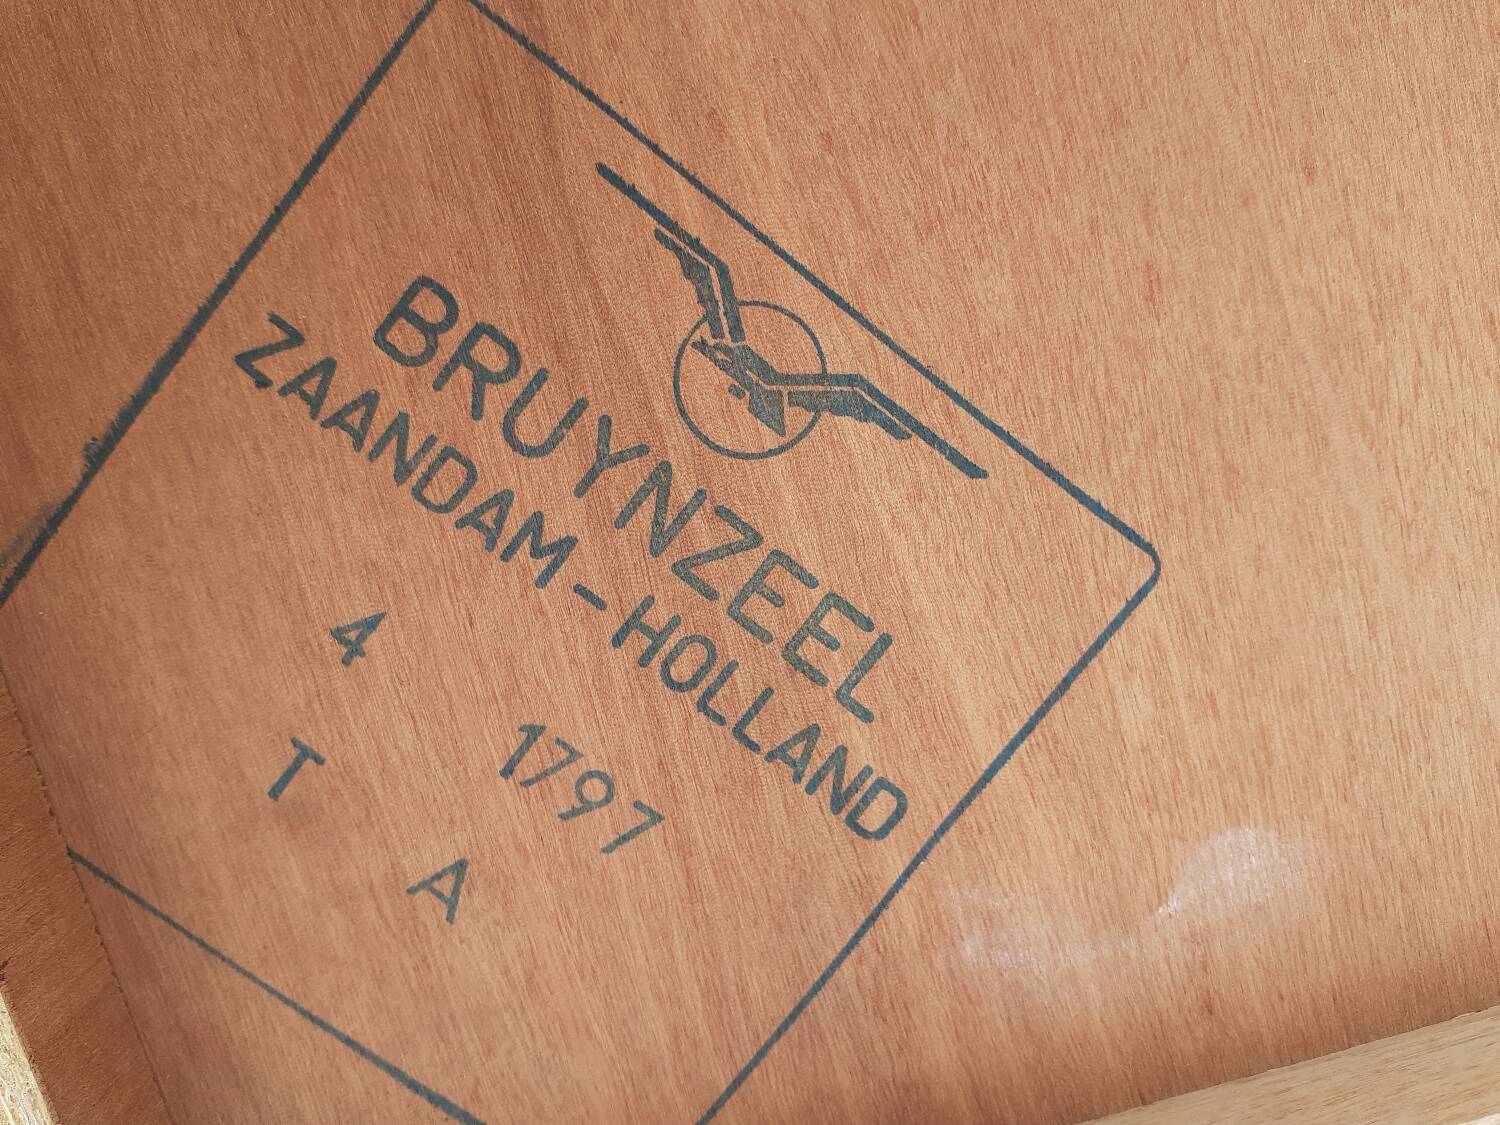 BRUYNZEEL
ZAANDAM-HOLLAND
4 1797
T A